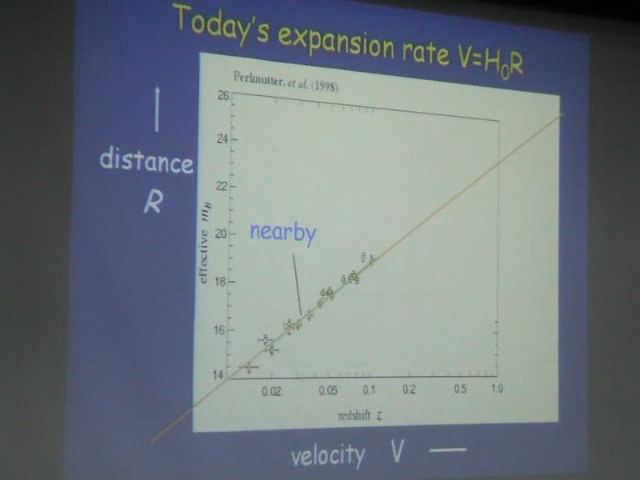 Today's expansion rate V=H₀R
Perlmutter, et al. (1998)
distance
R
effective mB
26
24
22
20
18
16
14
nearby
0.02 0.05 0.1 0.2 0.5 1.0
redshift z
velocity V